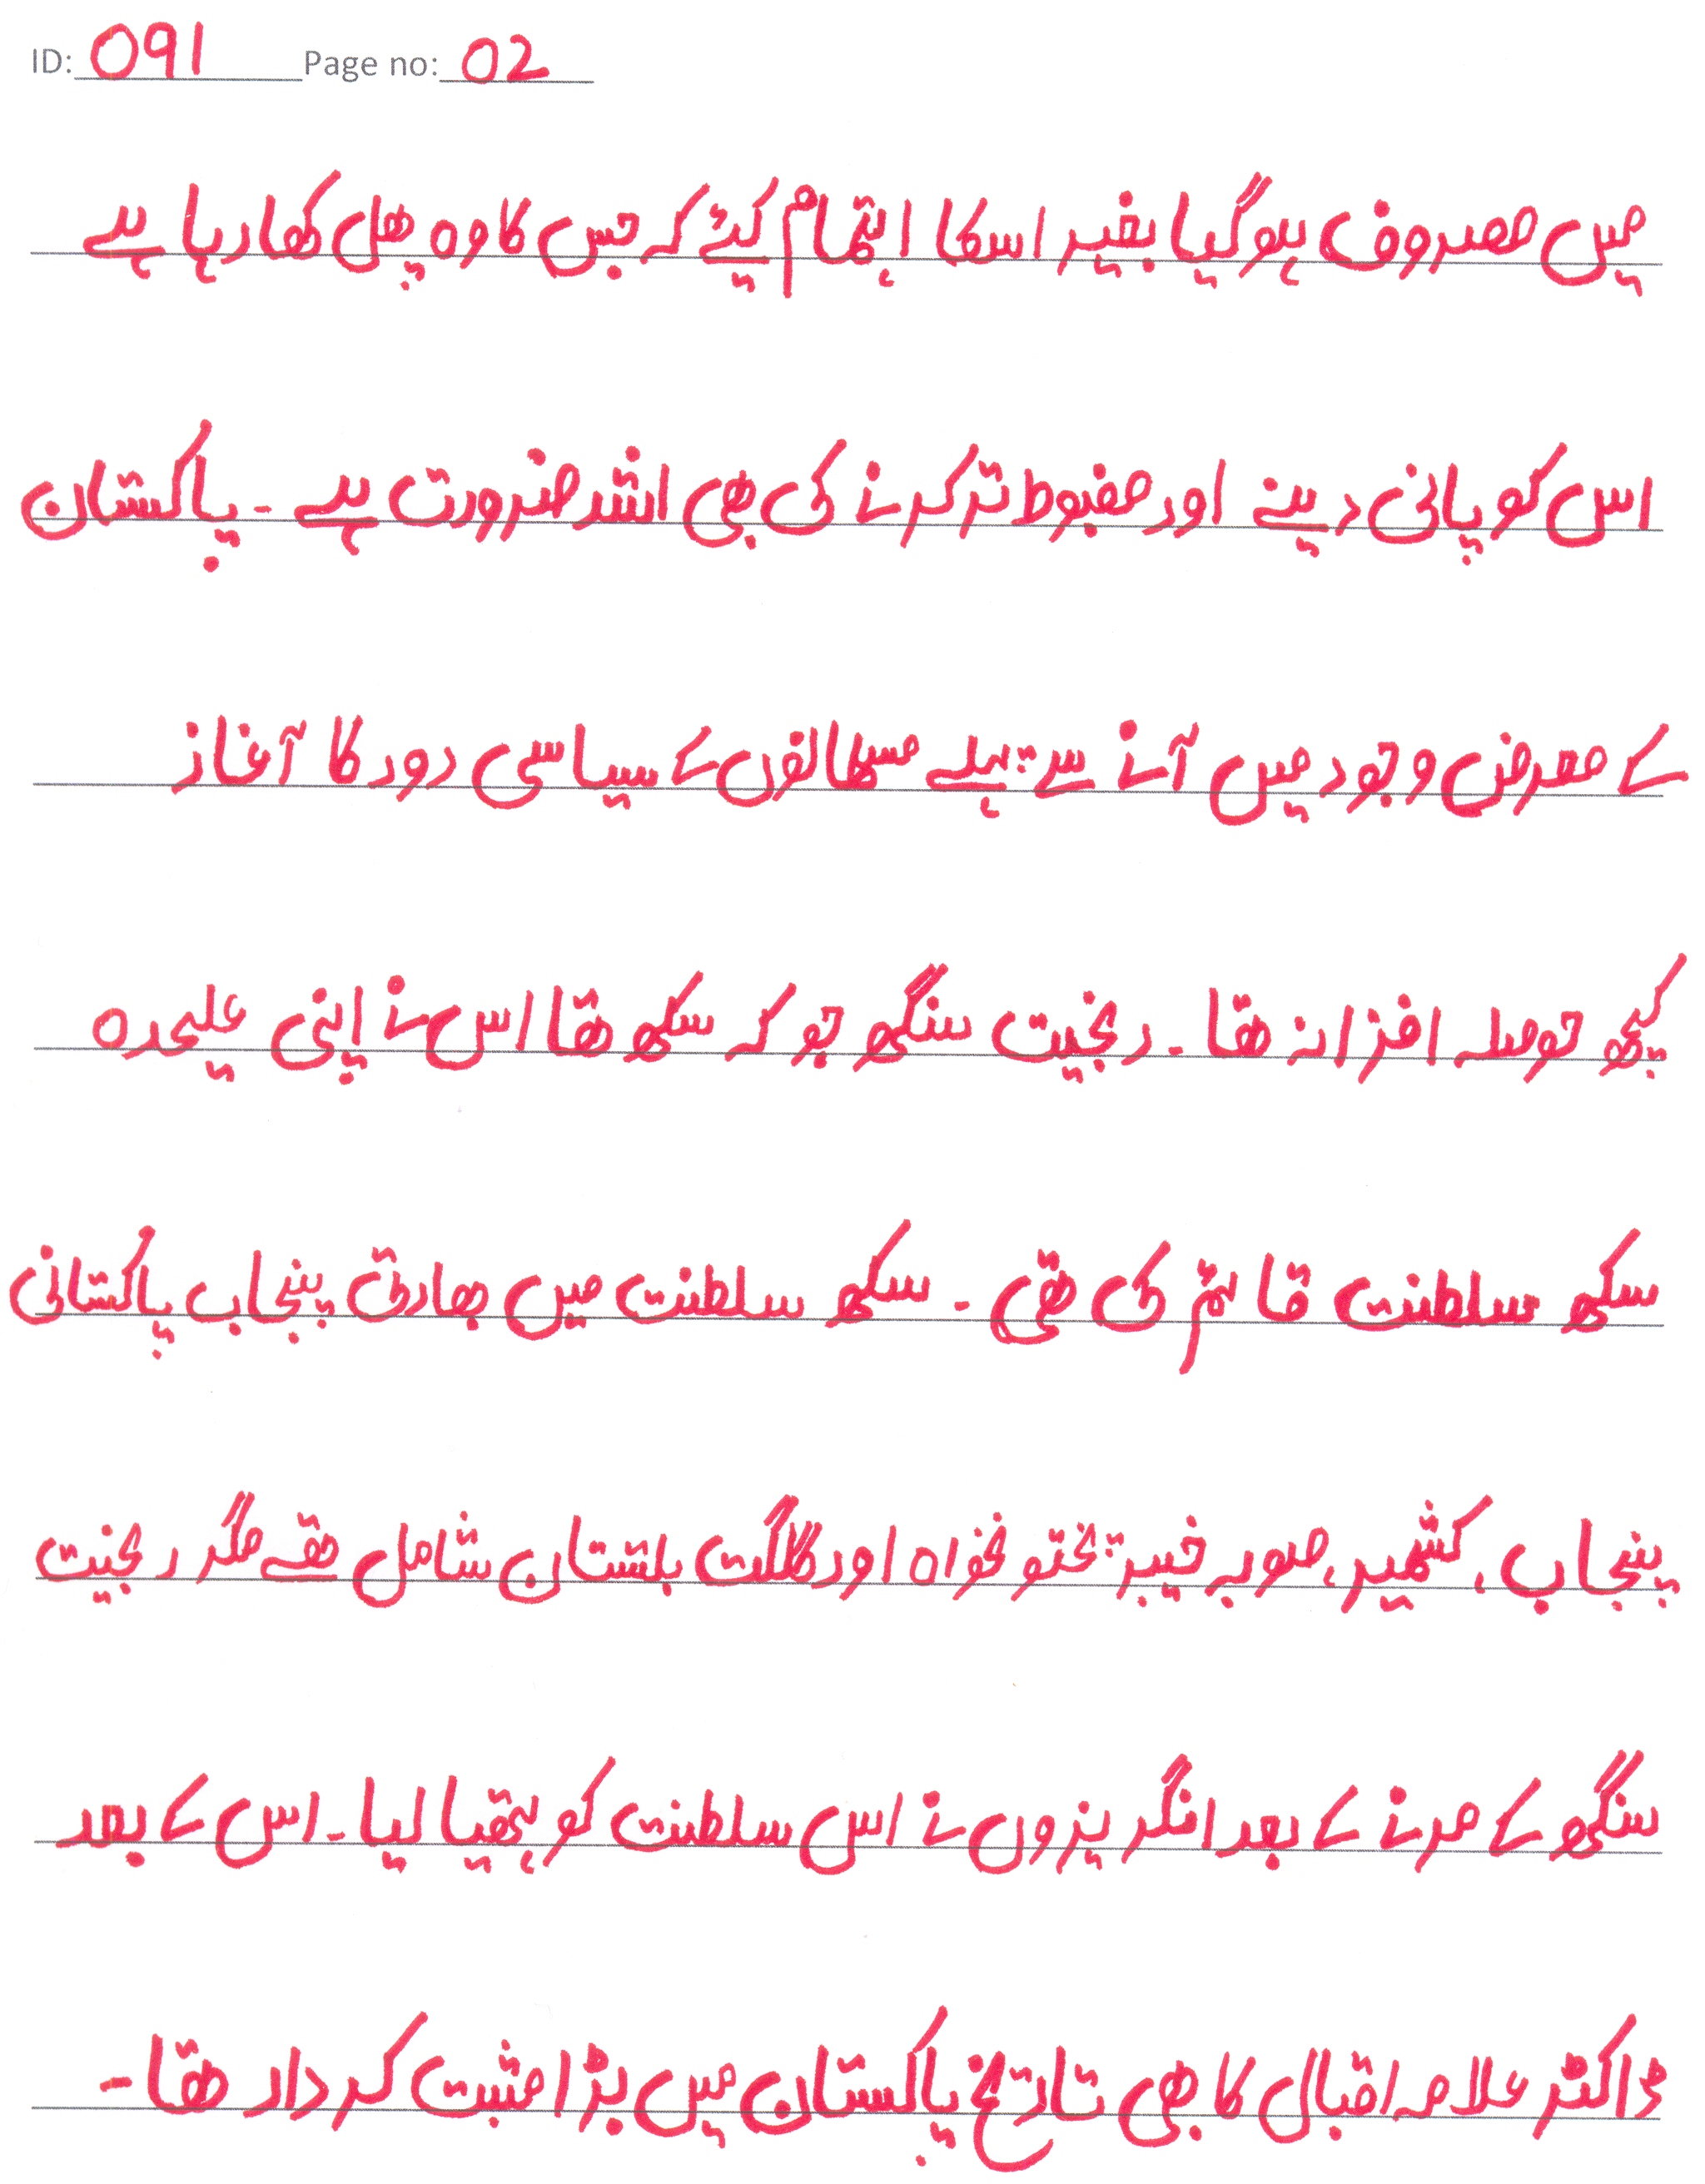 ID: 091 Page no: 02
میں مصروف ہوگیا بغیر اسکا اہتمام کیئے کہ جس کا وہ پھل کھا رہا ہے
اس کو پانی دینے اور مضبوط تر کرنے کی بھی اشد ضرورت ہے ۔ پاکستان
کے معرض وجود میں آنے سے پہلے مسلمانوں کے سیاسی دور کا آغاز
کچھ حوصلہ افزا نہ تھا ۔ رنجیت سنگھ جو کہ سکھ تھا اس نے اپنی علیحدہ
سکھ سلطنت قائم کی تھی ۔ سکھ سلطنت میں بھارتی پنجاب پاکستانی
پنجاب ، کشمیر ، صوبہ خیبر پختو نخواہ اور گلگت بلتستان شامل تھے مگر رنجیت
سنگھ کے مرنے کے بعد انگریزوں نے اس سلطنت کو ہتھیا لیا ۔ اس کے بعد
ڈاکٹر علامہ اقبال کا بھی تاریخ پاکستان میں بڑا مثبت کردار تھا ۔